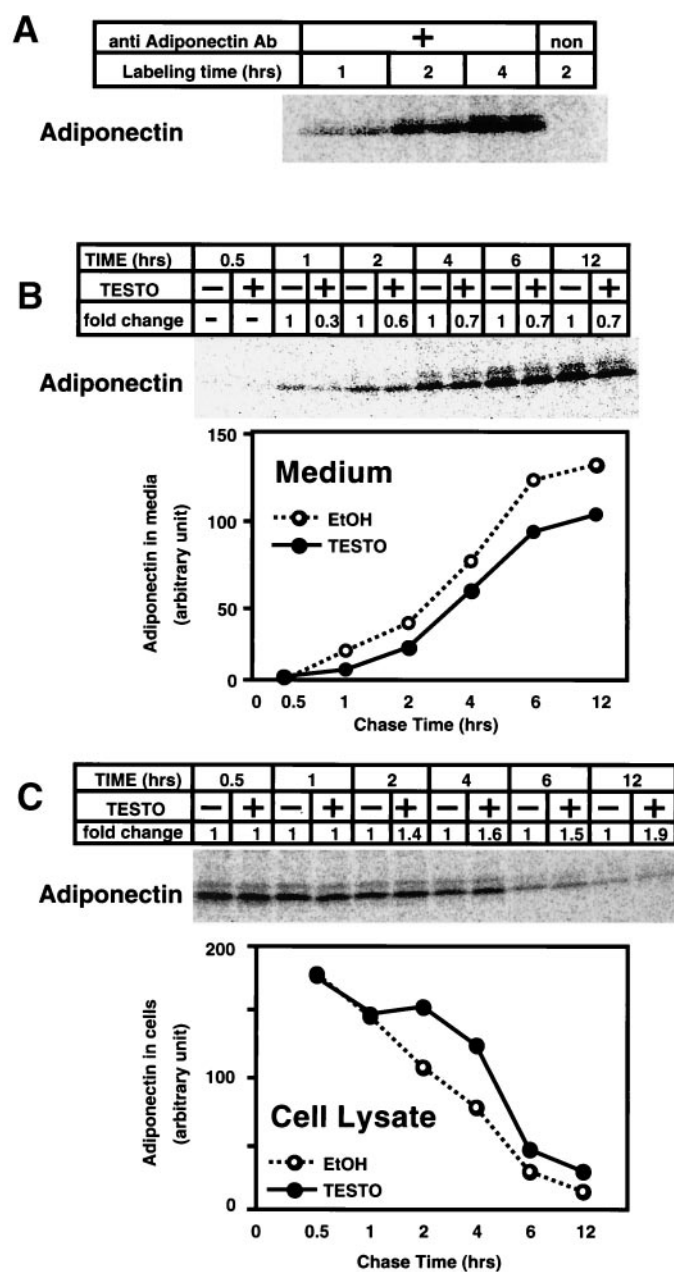 A
anti Adiponectin Ab + non
Labeling time (hrs) 1 2 4 2
Adiponectin
B
TIME (hrs) 0.5 1 2 4 6 12
TESTO − + − + − + − + − + − +
fold change - - 1 0.3 1 0.6 1 0.7 1 0.7 1 0.7
Adiponectin
Adiponectin in media
(arbitrary unit)
150
100
50
0
Medium
EtOH
TESTO
0 0.5 1 2 4 6 12
Chase Time (hrs)
C
TIME (hrs) 0.5 1 2 4 6 12
TESTO − + − + − + − + − + − +
fold change 1 1 1 1 1 1.4 1 1.6 1 1.5 1 1.9
Adiponectin
Adiponectin in cells
(arbitrary unit)
200
100
0
Cell Lysate
EtOH
TESTO
0 0.5 1 2 4 6 12
Chase Time (hrs)